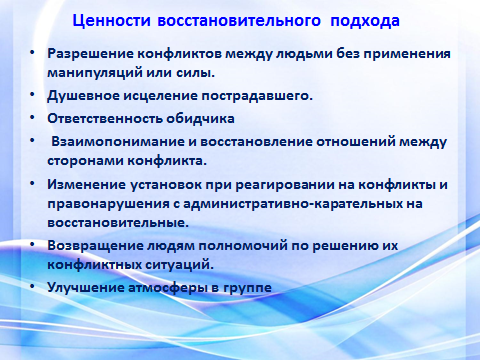 Ценности восстановительного подхода
• Разрешение конфликтов между людьми без применения
манипуляций или силы.
• Душевное исцеление пострадавшего.
• Ответственность обидчика
• Взаимопонимание и восстановление отношений между
сторонами конфликта.
• Изменение установок при реагировании на конфликты и
правонарушения с административно-карательных на
восстановительные.
• Возвращение людям полномочий по решению их
конфликтных ситуаций.
• Улучшение атмосферы в группе